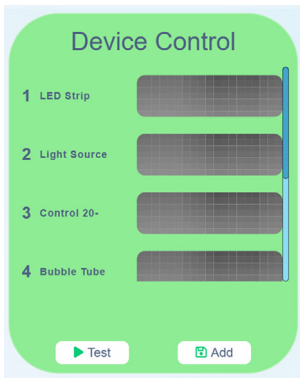 Device Control
1 LED Strip
2 Light Source
3 Control 20-
4 Bubble Tube
Test Add